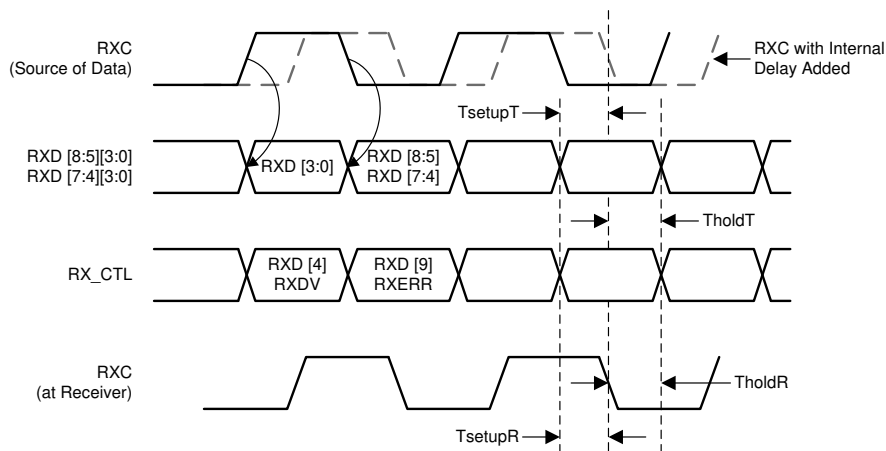 RXC
(Source of Data)
RXC with Internal
Delay Added
TsetupT
RXD [8:5][3:0]
RXD [7:4][3:0]
RXD [3:0]
RXD [8:5]
RXD [7:4]
TholdT
RX_CTL
RXD [4]
RXDV
RXD [9]
RXERR
RXC
(at Receiver)
TholdR
TsetupR